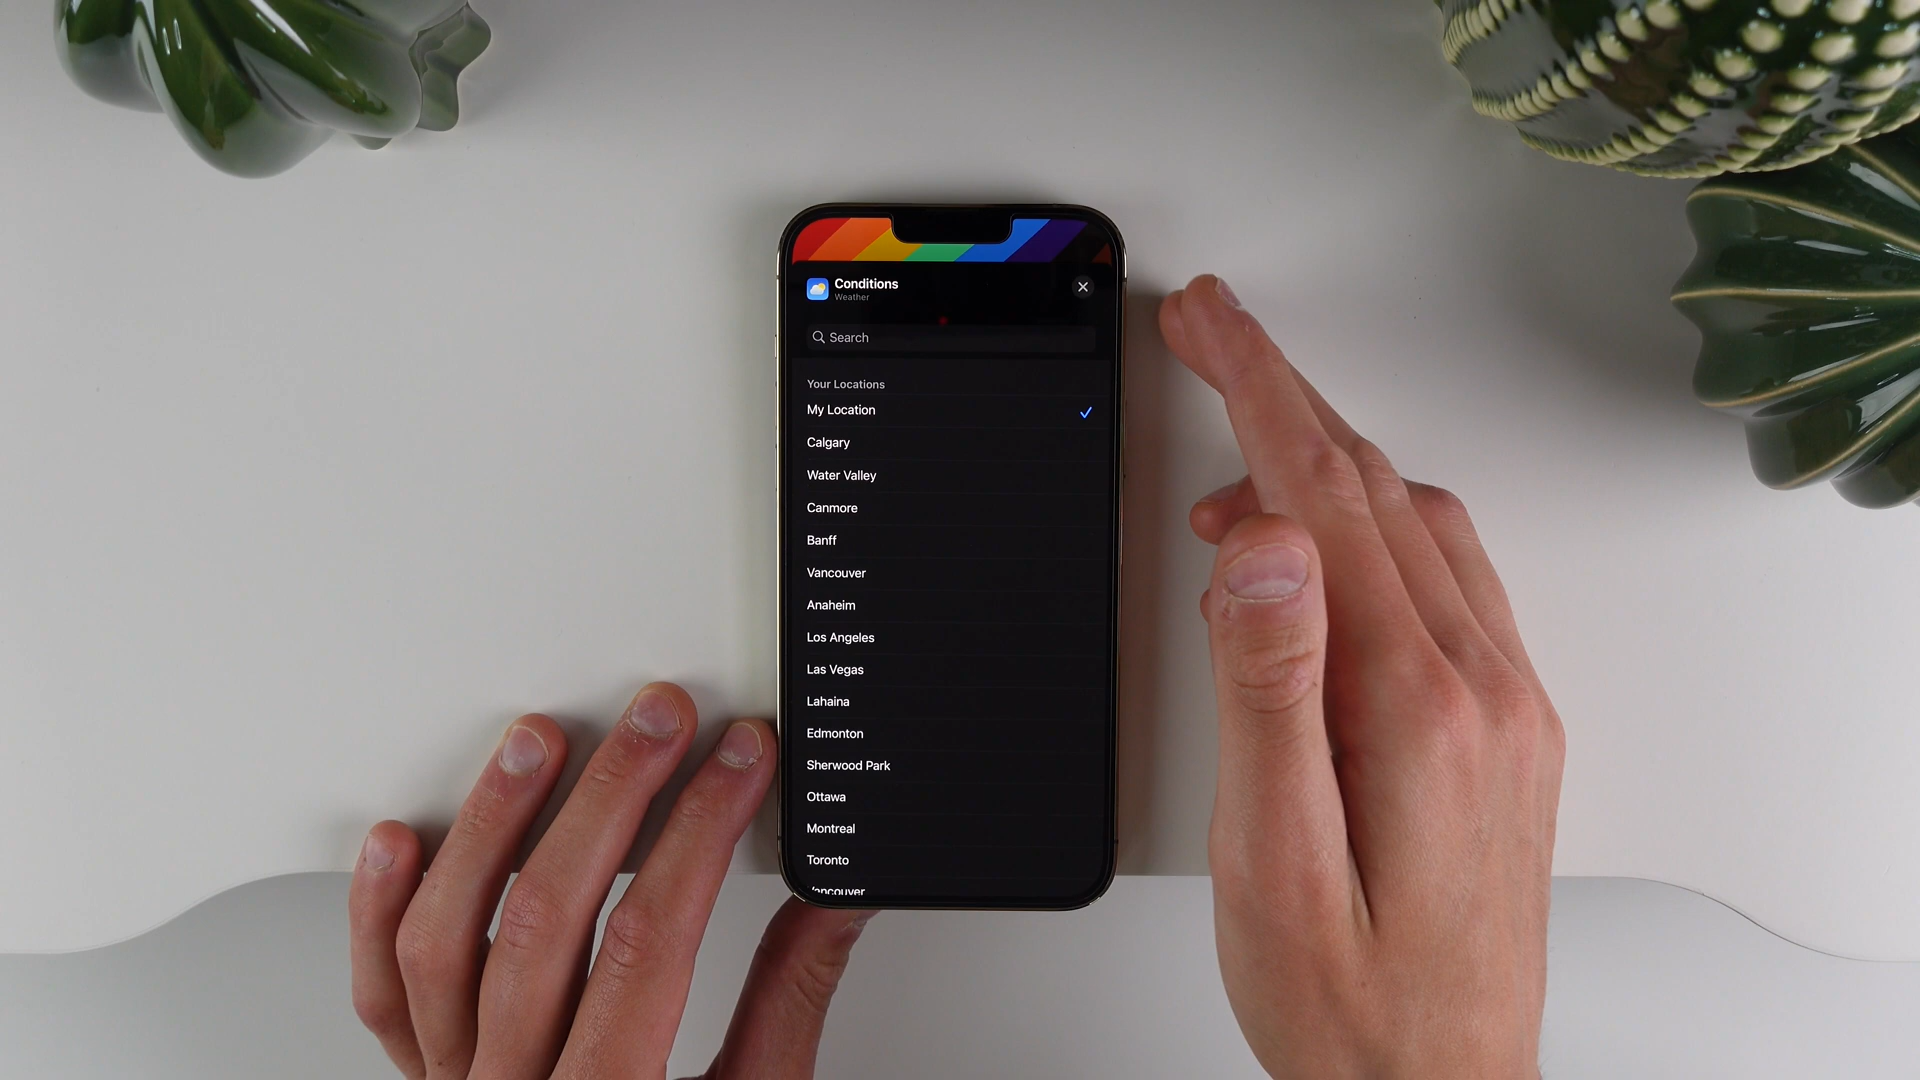 Conditions
Weather
Search
Your Locations
My Location
Calgary
Water Valley
Canmore
Banff
Vancouver
Anaheim
Los Angeles
Las Vegas
Lahaina
Edmonton
Sherwood Park
Ottawa
Montreal
Toronto
Vancouver